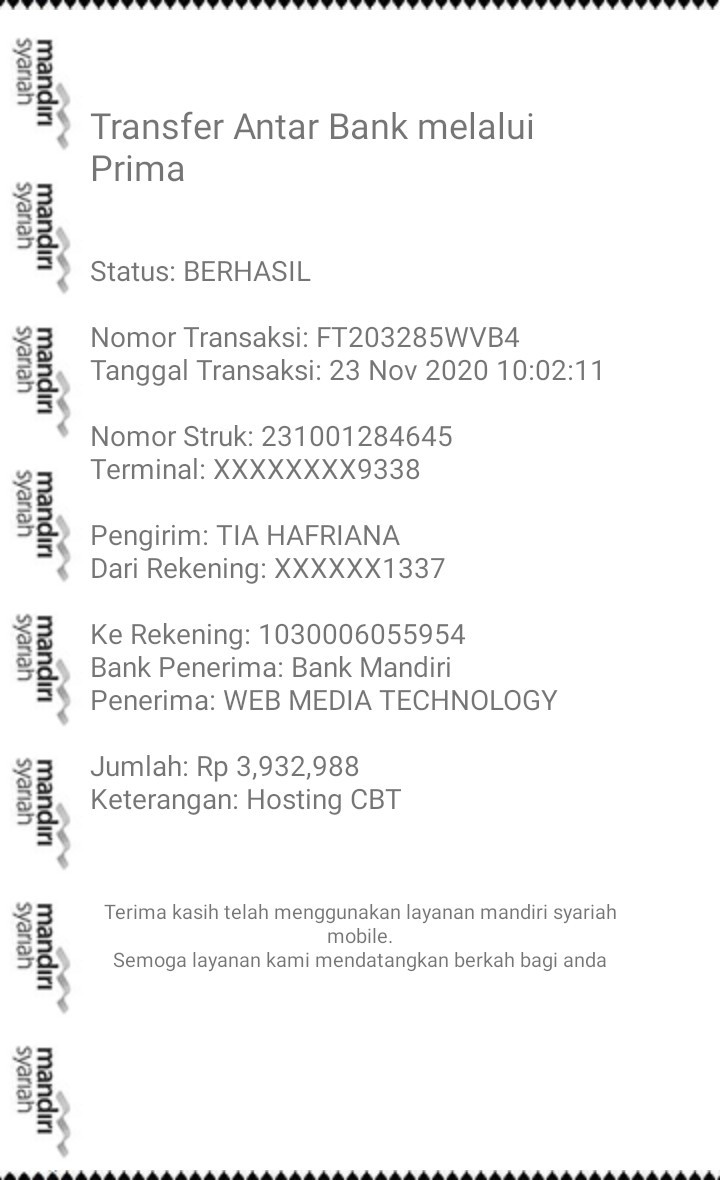 mandiri
syariah
mandiri
syariah
mandiri
syariah
mandiri
syariah
mandiri
syariah
mandiri
syariah
mandiri
syariah
mandiri
syariah
Transfer Antar Bank melalui
Prima
Status: BERHASIL
Nomor Transaksi: FT203285WVB4
Tanggal Transaksi: 23 Nov 2020 10:02:11
Nomor Struk: 231001284645
Terminal: XXXXXXXX9338
Pengirim: TIA HAFRIANA
Dari Rekening: XXXXXX1337
Ke Rekening: 1030006055954
Bank Penerima: Bank Mandiri
Penerima: WEB MEDIA TECHNOLOGY
Jumlah: Rp 3,932,988
Keterangan: Hosting CBT
Terima kasih telah menggunakan layanan mandiri syariah
mobile.
Semoga layanan kami mendatangkan berkah bagi anda